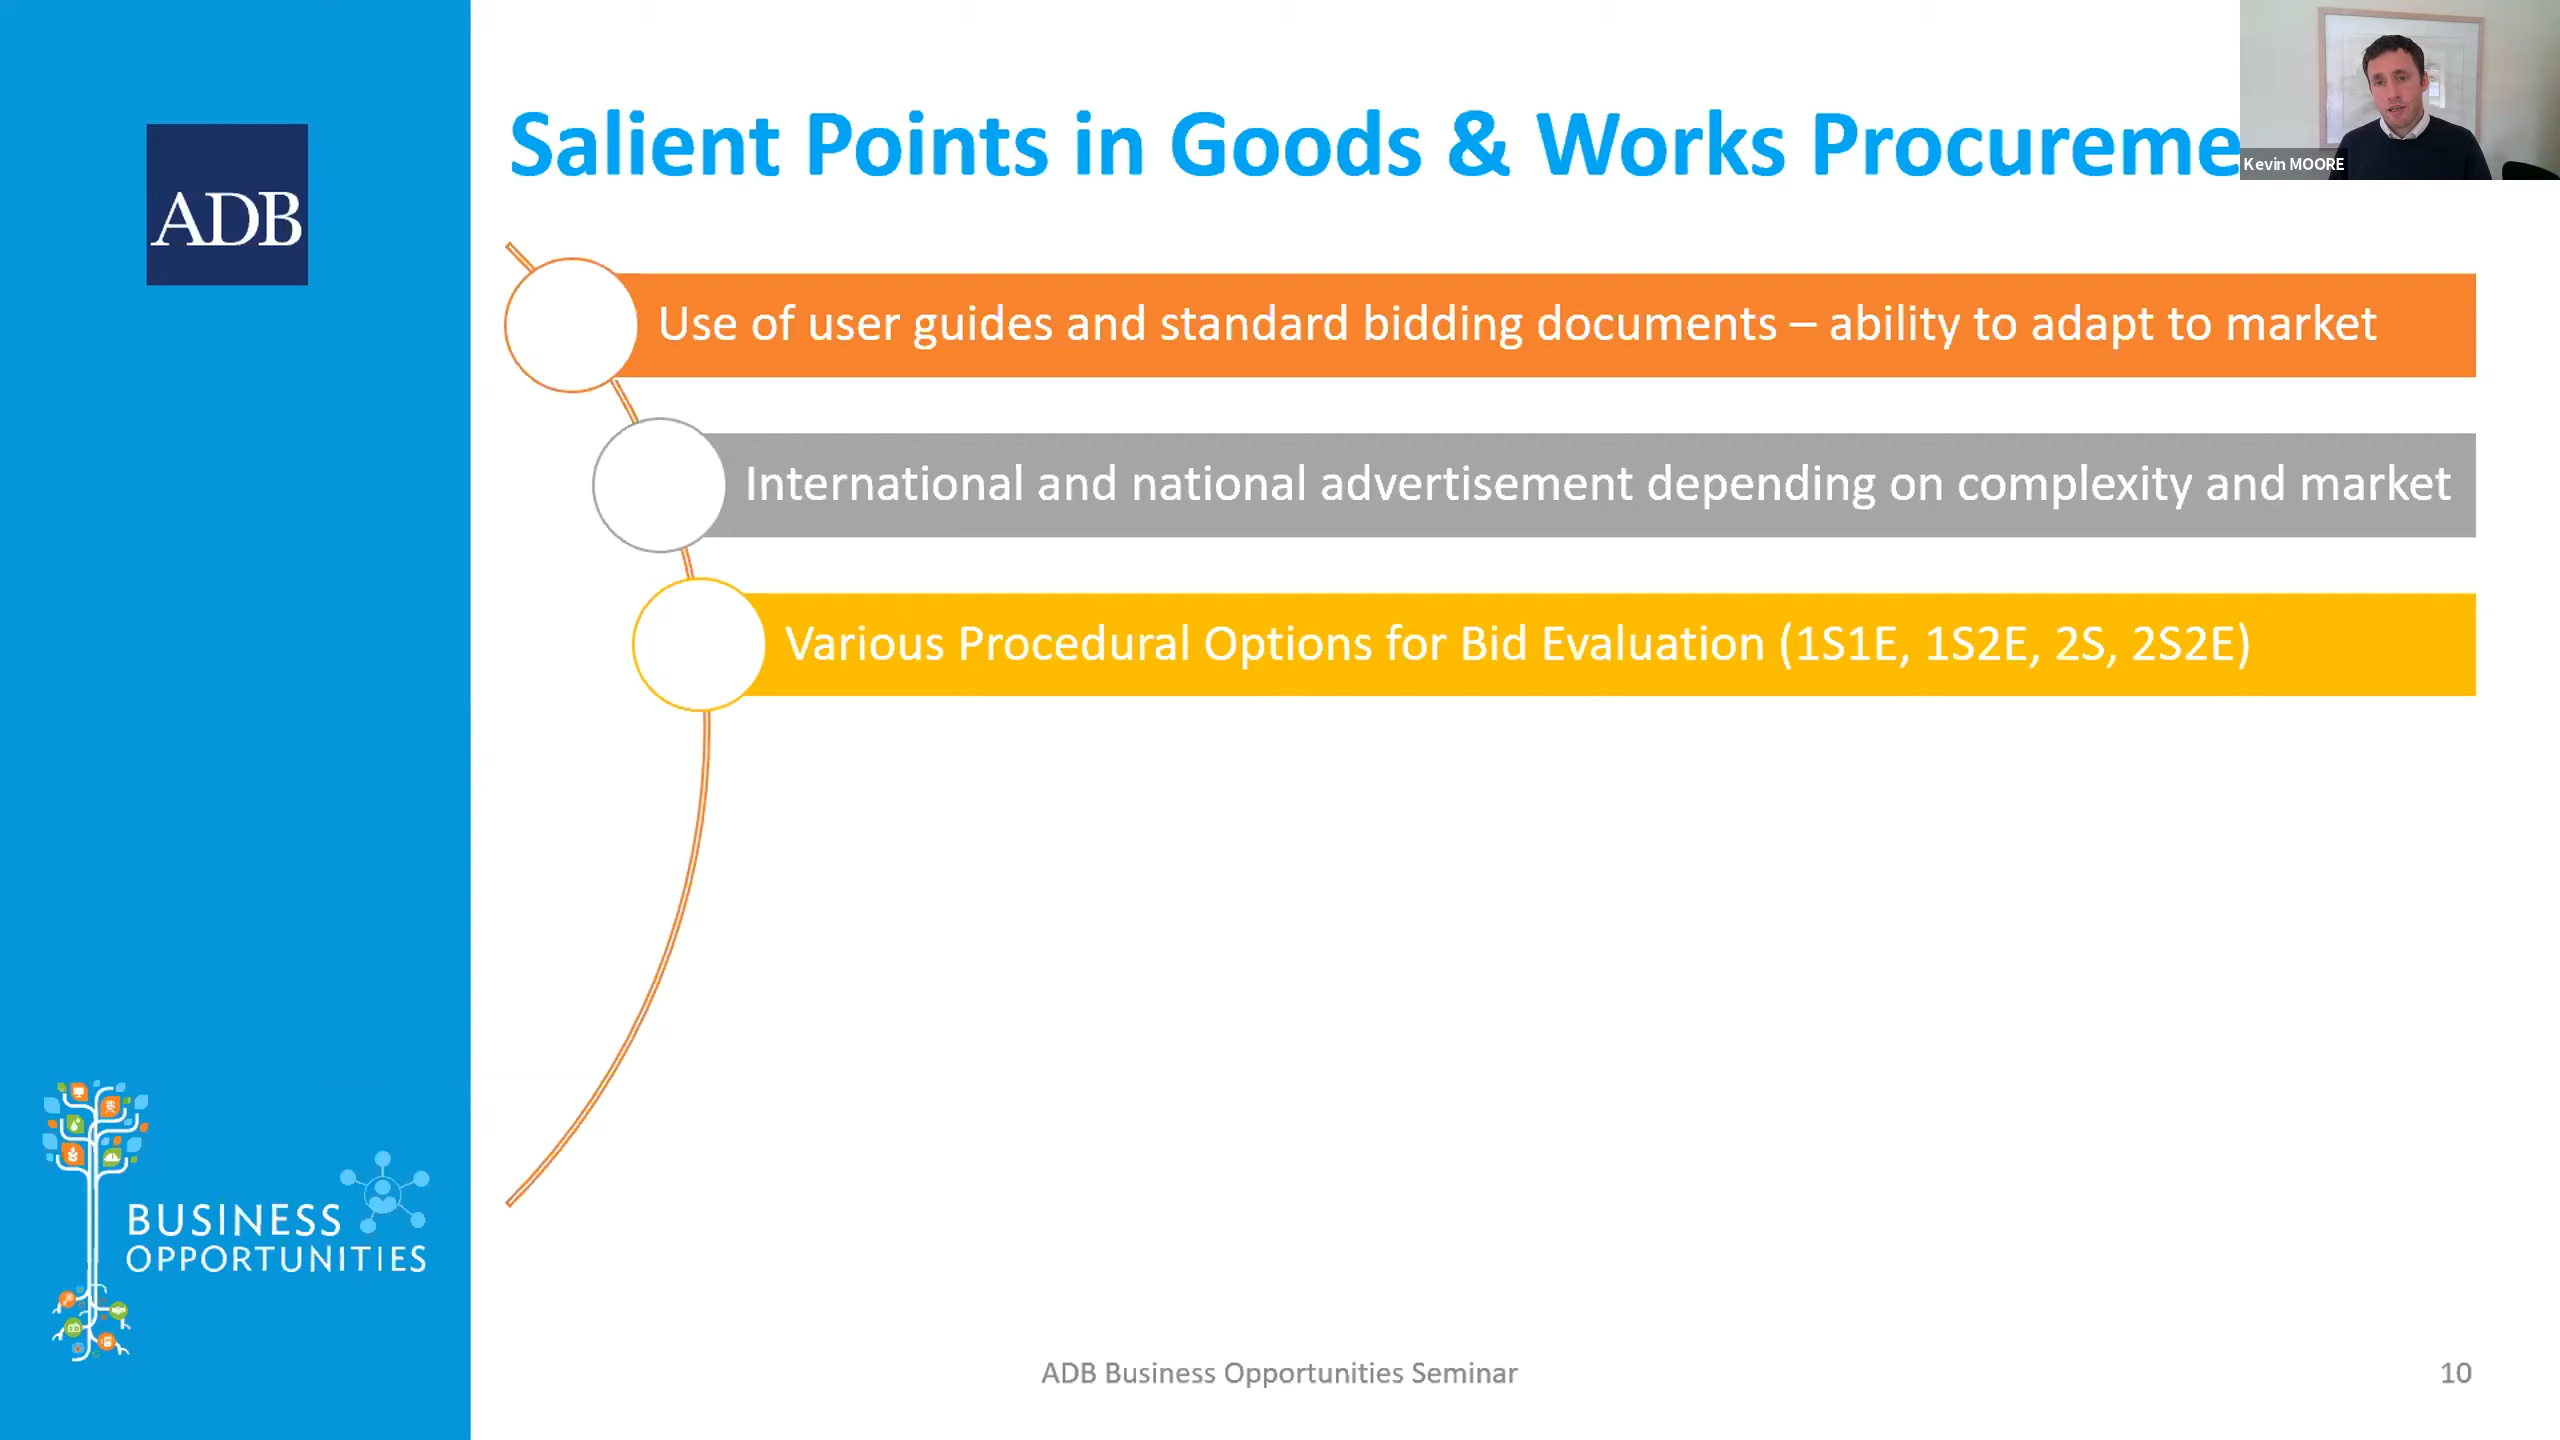 ADB
Salient Points in Goods & Works Procureme
Kevin MOORE
Use of user guides and standard bidding documents – ability to adapt to market
International and national advertisement depending on complexity and market
Various Procedural Options for Bid Evaluation (1S1E, 1S2E, 2S, 2S2E)
BUSINESS
OPPORTUNITIES
ADB Business Opportunities Seminar
10